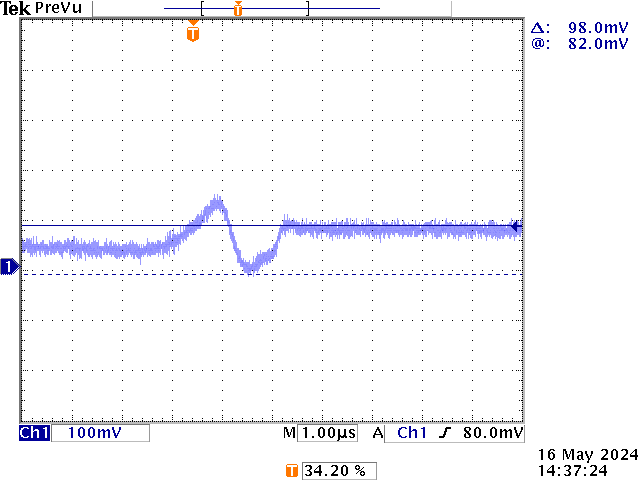 Tek PreVu
T
T
Δ: 98.0mV
@: 82.0mV
1
Ch1 100mV M 1.00µs A Ch1 80.0mV
T 34.20 %
16 May 2024
14:37:24